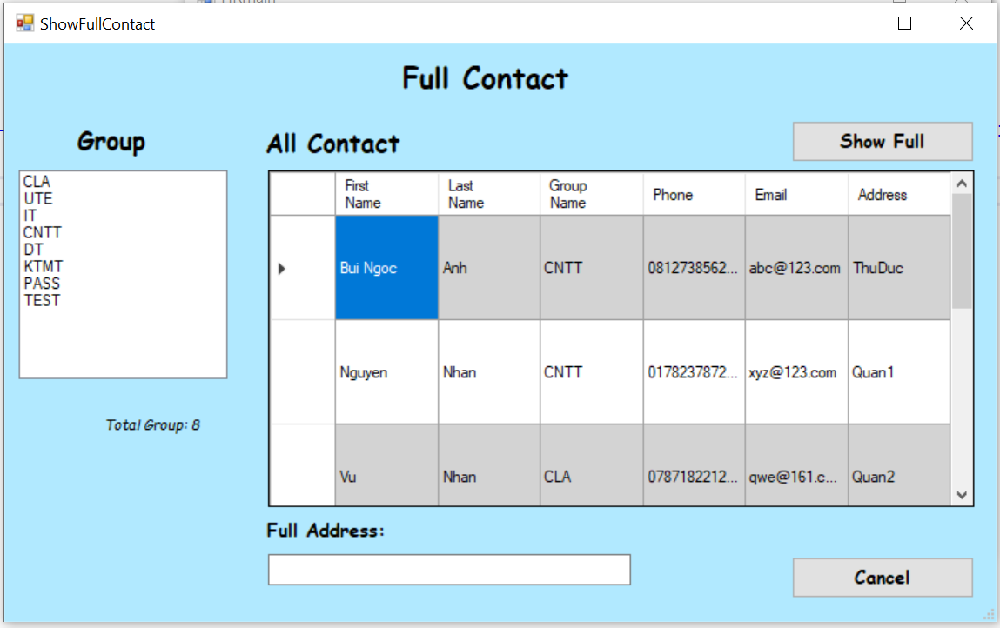 ShowFullContact
Full Contact
Group
All Contact
Show Full
CLA
UTE
IT
CNTT
DT
KTMT
PASS
TEST
Total Group: 8
First Name Last Name Group Name Phone Email Address
Bui Ngoc Anh CNTT 0812738562... abc@123.com ThuDuc
Nguyen Nhan CNTT 0178237872... xyz@123.com Quan1
Vu Nhan CLA 0787182212... qwe@161.c... Quan2
Full Address:
Cancel